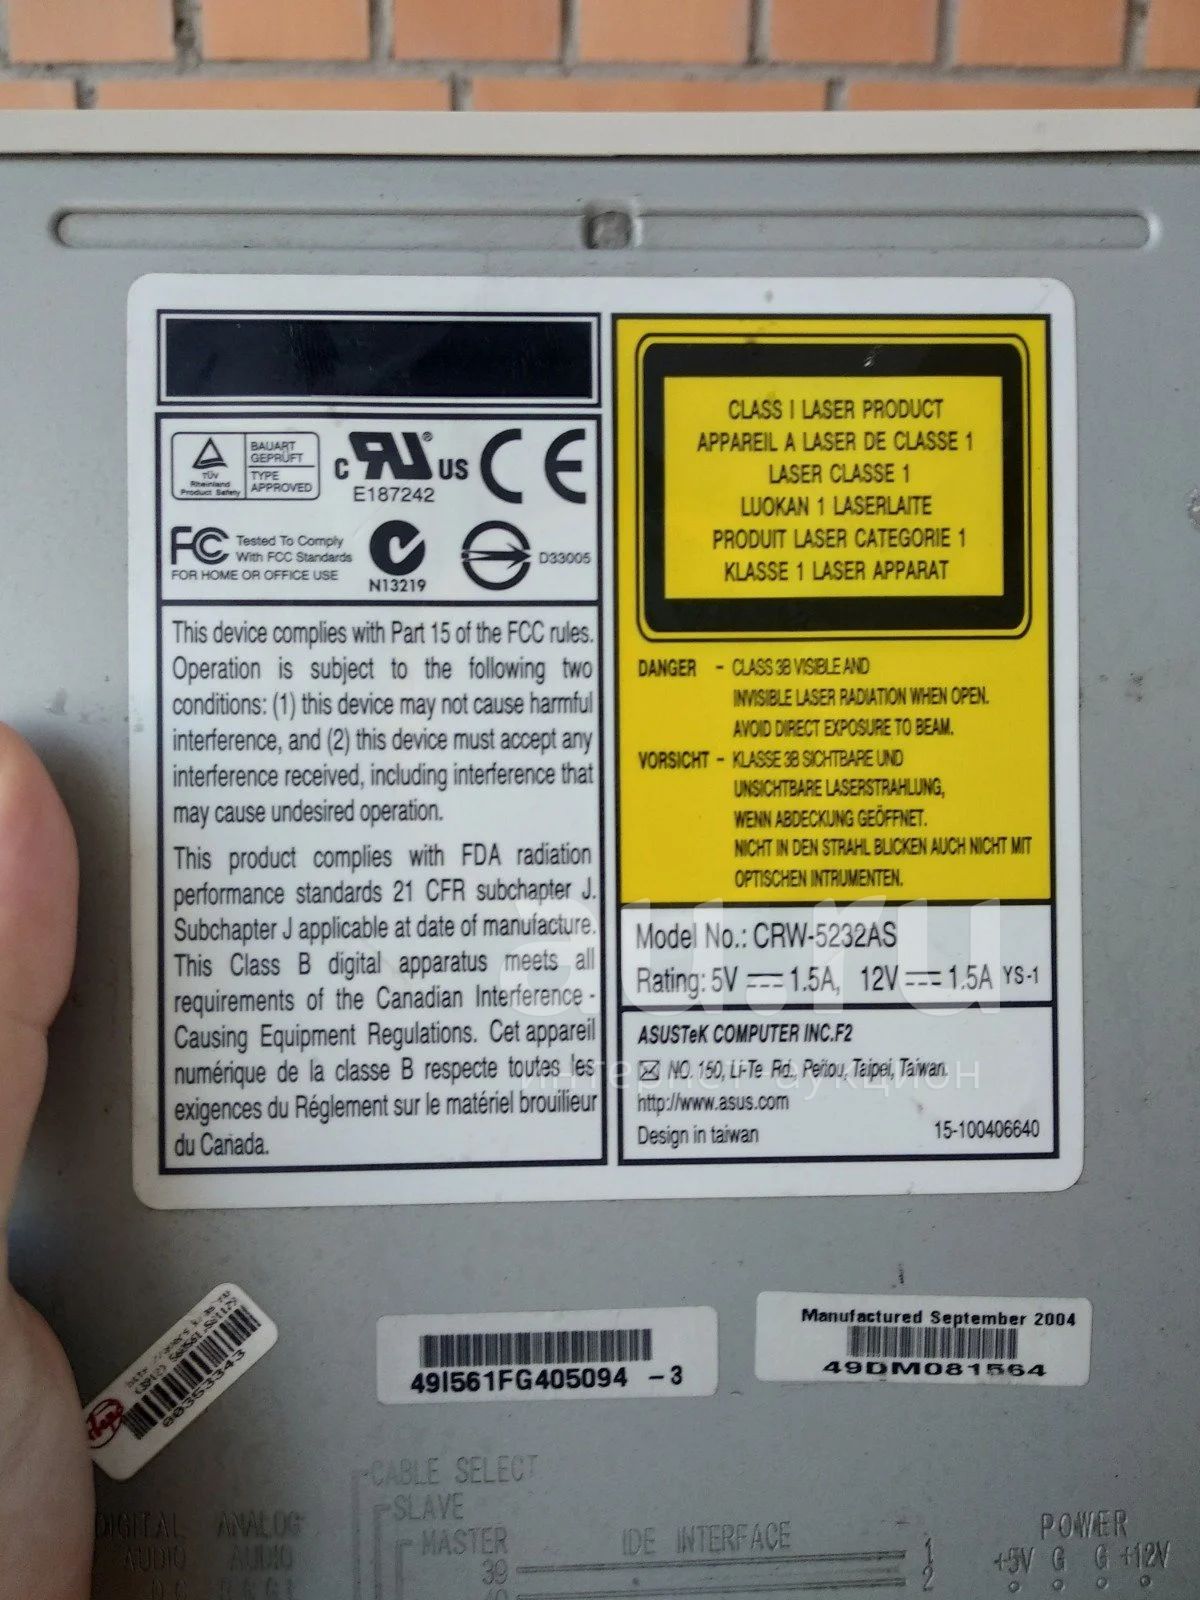 BAUART
GEPRÜFT
TYPE
APPROVED
TÜV
Rheinland
Product Safety
C RU ® US
E187242
CE
FC Tested To Comply
With FCC Standards
FOR HOME OR OFFICE USE
N13219
D33005
This device complies with Part 15 of the FCC rules.
Operation is subject to the following two
conditions: (1) this device may not cause harmful
interference, and (2) this device must accept any
interference received, including interference that
may cause undesired operation.
This product complies with FDA radiation
performance standards 21 CFR subchapter J.
Subchapter J applicable at date of manufacture.
This Class B digital apparatus meets all
requirements of the Canadian Interference -
Causing Equipment Regulations. Cet appareil
numérique de la classe B respecte toutes les
exigences du Réglement sur le matériel brouilieur
du Canada.
CLASS I LASER PRODUCT
APPAREIL A LASER DE CLASSE 1
LASER CLASSE 1
LUOKAN 1 LASERLAITE
PRODUIT LASER CATEGORIE 1
KLASSE 1 LASER APPARAT
DANGER - CLASS 3B VISIBLE AND
INVISIBLE LASER RADIATION WHEN OPEN.
AVOID DIRECT EXPOSURE TO BEAM.
VORSICHT - KLASSE 3B SICHTBARE UND
UNSICHTBARE LASERSTRAHLUNG,
WENN ABDECKUNG GEÖFFNET.
NICHT IN DEN STRAHL BLICKEN AUCH NICHT MIT
OPTISCHEN INTRUMENTEN.
Model No.: CRW-5232AS
Rating: 5V 1.5A, 12V 1.5A YS-1
ASUSTeK COMPUTER INC.F2
NO. 150, Li-Te Rd., Peitou, Taipei, Taiwan.
http://www.asus.com
Design in taiwan 15-100406640
au.ru
интернет-аукцион
00353343
49I561FG405094 -3
Manufactured September 2004
49DM081564
CABLE SELECT
SLAVE
MASTER
DIGITAL AUDIO
ANALOG AUDIO
IDE INTERFACE
39
40
1
2
POWER
+5V G G +12V